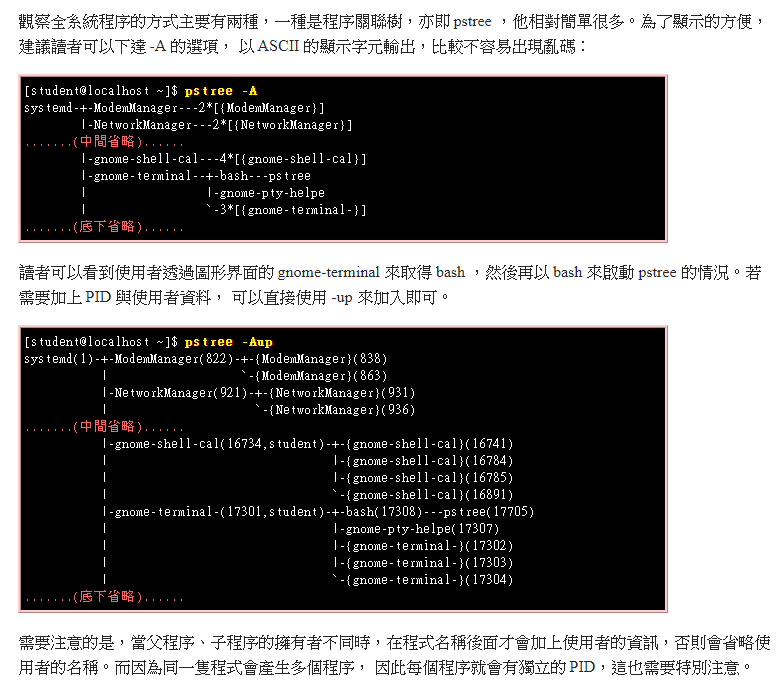 觀察全系統程序的方式主要有兩種，一種是程序關聯樹，亦即 pstree ，他相對簡單很多。為了顯示的方便，
建議讀者可以下達 -A 的選項， 以 ASCII 的顯示字元輸出，比較不容易出現亂碼：
[student@localhost ~]$ pstree -A
systemd-+-ModemManager---2*[{ModemManager}]
        |-NetworkManager---2*[{NetworkManager}]
.......(中間省略)......
        |-gnome-shell-cal---4*[{gnome-shell-cal}]
        |-gnome-terminal--+-bash---pstree
        |                 |-gnome-pty-helpe
        |                 `-3*[{gnome-terminal-}]
.......(底下省略)......
讀者可以看到使用者透過圖形界面的 gnome-terminal 來取得 bash ，然後再以 bash 來啟動 pstree 的情況。若
需要加上 PID 與使用者資料， 可以直接使用 -up 來加入即可。
[student@localhost ~]$ pstree -Aup
systemd(1)-+-ModemManager(822)-+-{ModemManager}(838)
           |                   `-{ModemManager}(863)
           |-NetworkManager(921)-+-{NetworkManager}(931)
           |                     `-{NetworkManager}(936)
.......(中間省略)......
           |-gnome-shell-cal(16734,student)-+-{gnome-shell-cal}(16741)
           |                                |-{gnome-shell-cal}(16784)
           |                                |-{gnome-shell-cal}(16785)
           |                                `-{gnome-shell-cal}(16891)
           |-gnome-terminal-(17301,student)-+-bash(17308)---pstree(17705)
           |                                |-gnome-pty-helpe(17307)
           |                                |-{gnome-terminal-}(17302)
           |                                |-{gnome-terminal-}(17303)
           |                                `-{gnome-terminal-}(17304)
.......(底下省略)......
需要注意的是，當父程序、子程序的擁有者不同時，在程式名稱後面才會加上使用者的資訊，否則會省略使
用者的名稱。而因為同一隻程式會產生多個程序， 因此每個程序就會有獨立的 PID，這也需要特別注意。